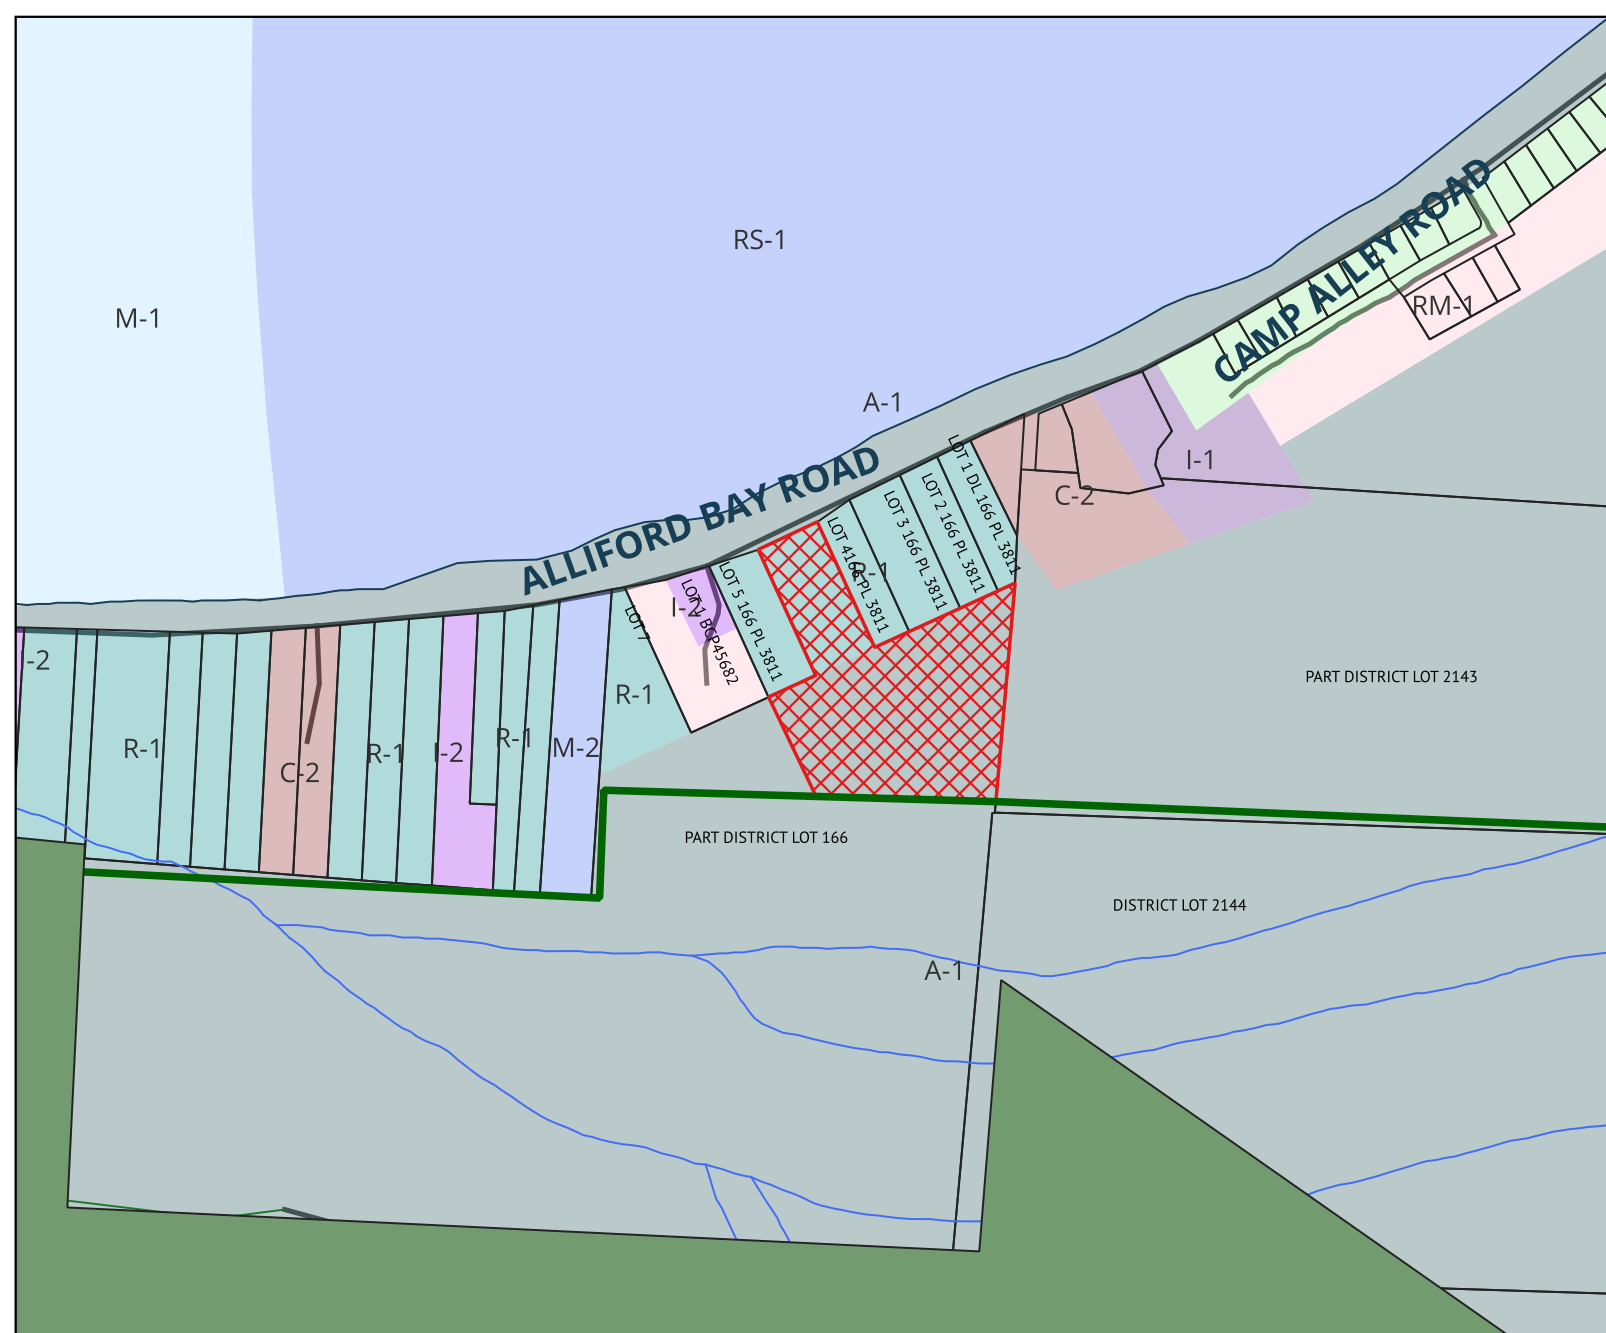 RS-1
M-1
CAMP ALLEY ROAD
RM-1
A-1
I-1
C-2
ALLIFORD BAY ROAD
LOT 1 DL 166 PL 3811
LOT 2 166 PL 3811
LOT 3 166 PL 3811
LOT 4 166 PL 3811
R-1
LOT 5 166 PL 3811
I-2
LOT 1 BCP45682
LOT 7
R-1
-2
R-1
C-2
R-1
I-2
R-1
M-2
PART DISTRICT LOT 2143
PART DISTRICT LOT 166
DISTRICT LOT 2144
A-1